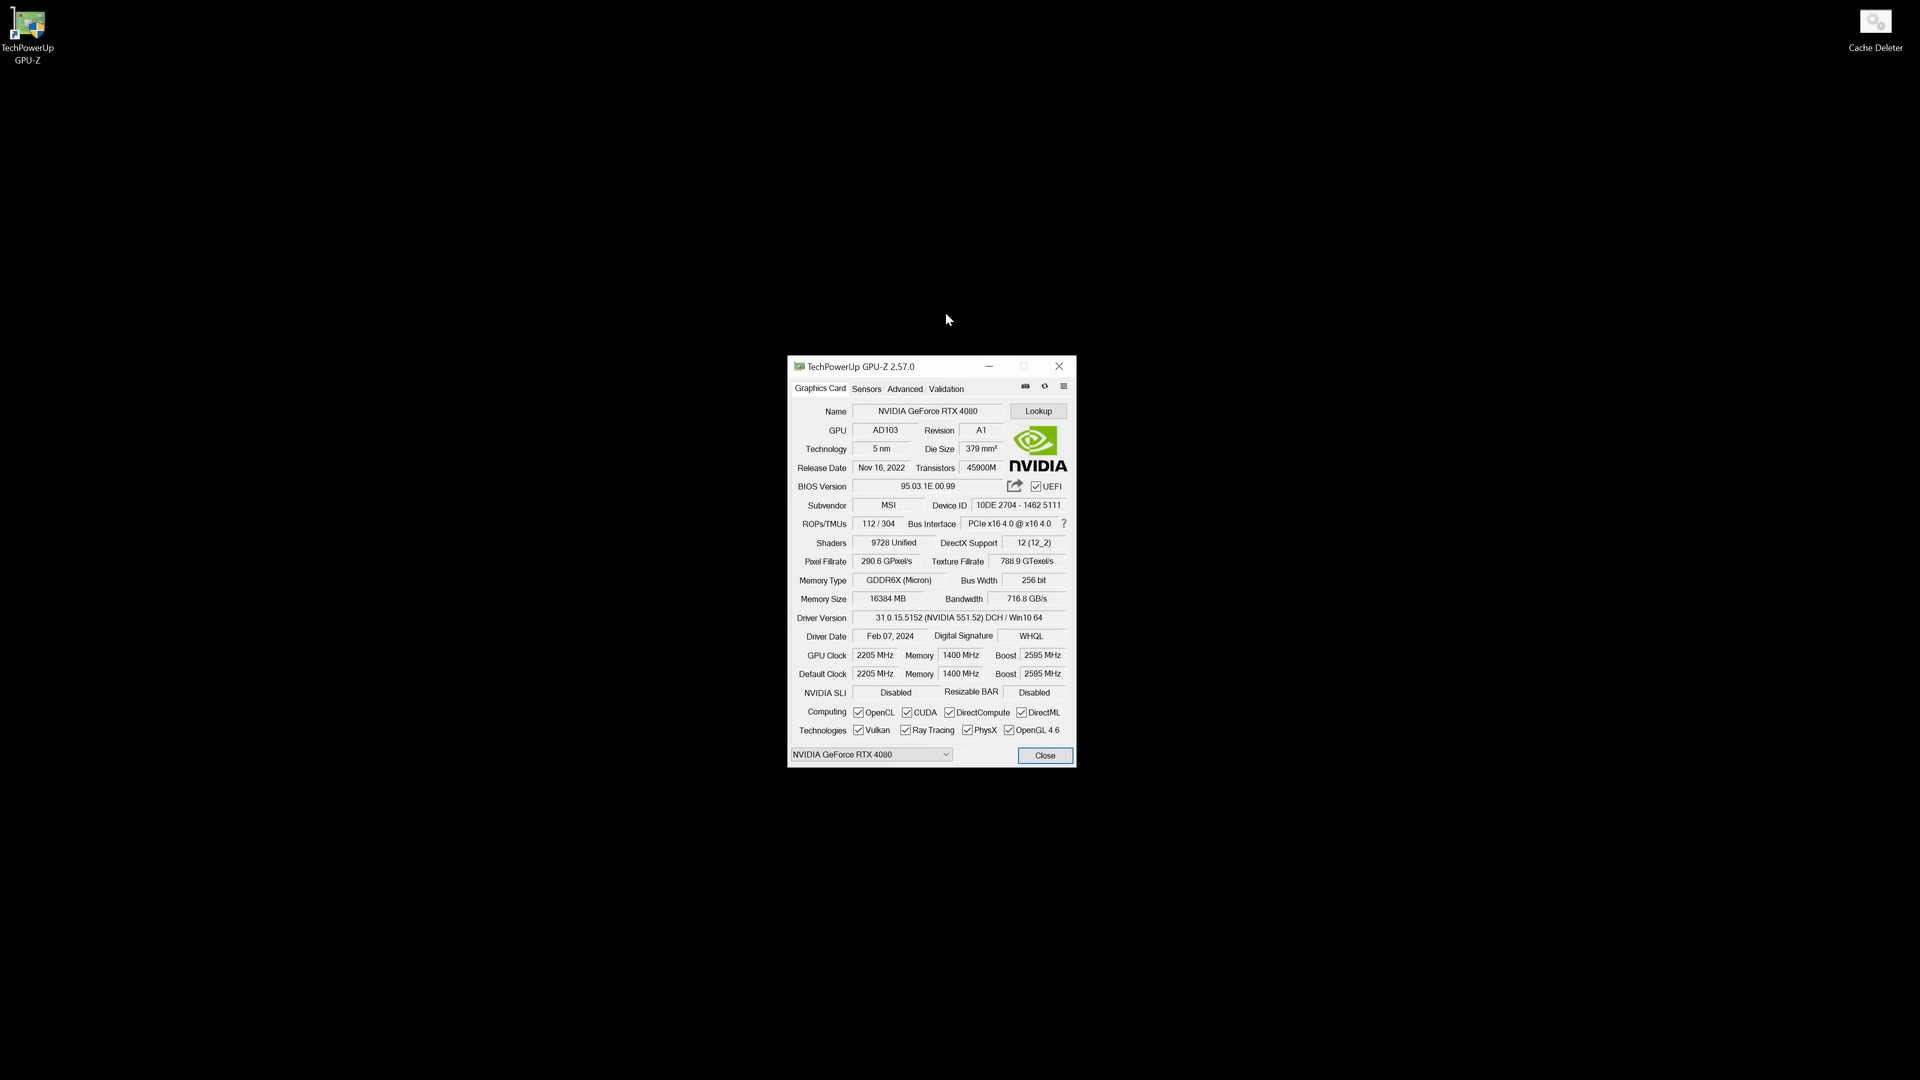 TechPowerUp
GPU-Z
Cache Deleter
TechPowerUp GPU-Z 2.57.0
Graphics Card Sensors Advanced Validation
Name NVIDIA GeForce RTX 4080 Lookup
GPU AD103 Revision A1
Technology 5 nm Die Size 379 mm²
NVIDIA
Release Date Nov 16, 2022 Transistors 45900M
BIOS Version 95.03.1E.00.99 UEFI
Subvendor MSI Device ID 10DE 2704 - 1462 5111
ROPs/TMUs 112 / 304 Bus Interface PCIe x16 4.0 @ x16 4.0 ?
Shaders 9728 Unified DirectX Support 12 (12_2)
Pixel Fillrate 290.6 GPixel/s Texture Fillrate 788.9 GTexel/s
Memory Type GDDR6X (Micron) Bus Width 256 bit
Memory Size 16384 MB Bandwidth 716.8 GB/s
Driver Version 31.0.15.5152 (NVIDIA 551.52) DCH / Win10 64
Driver Date Feb 07, 2024 Digital Signature WHQL
GPU Clock 2205 MHz Memory 1400 MHz Boost 2595 MHz
Default Clock 2205 MHz Memory 1400 MHz Boost 2595 MHz
NVIDIA SLI Disabled Resizable BAR Disabled
Computing OpenCL CUDA DirectCompute DirectML
Technologies Vulkan Ray Tracing PhysX OpenGL 4.6
NVIDIA GeForce RTX 4080 Close